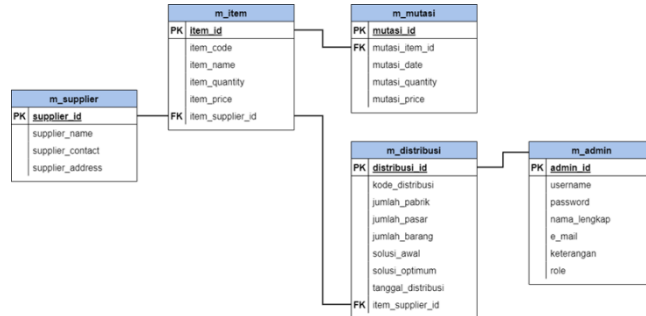 m_supplier
PK supplier_id
supplier_name
supplier_contact
supplier_address
m_item
PK item_id
item_code
item_name
item_quantity
item_price
FK item_supplier_id
m_mutasi
PK mutasi_id
FK mutasi_item_id
mutasi_date
mutasi_quantity
mutasi_price
m_distribusi
PK distribusi_id
kode_distribusi
jumlah_pabrik
jumlah_pasar
jumlah_barang
solusi_awal
solusi_optimum
tanggal_distribusi
FK item_supplier_id
m_admin
PK admin_id
username
password
nama_lengkap
e_mail
keterangan
role